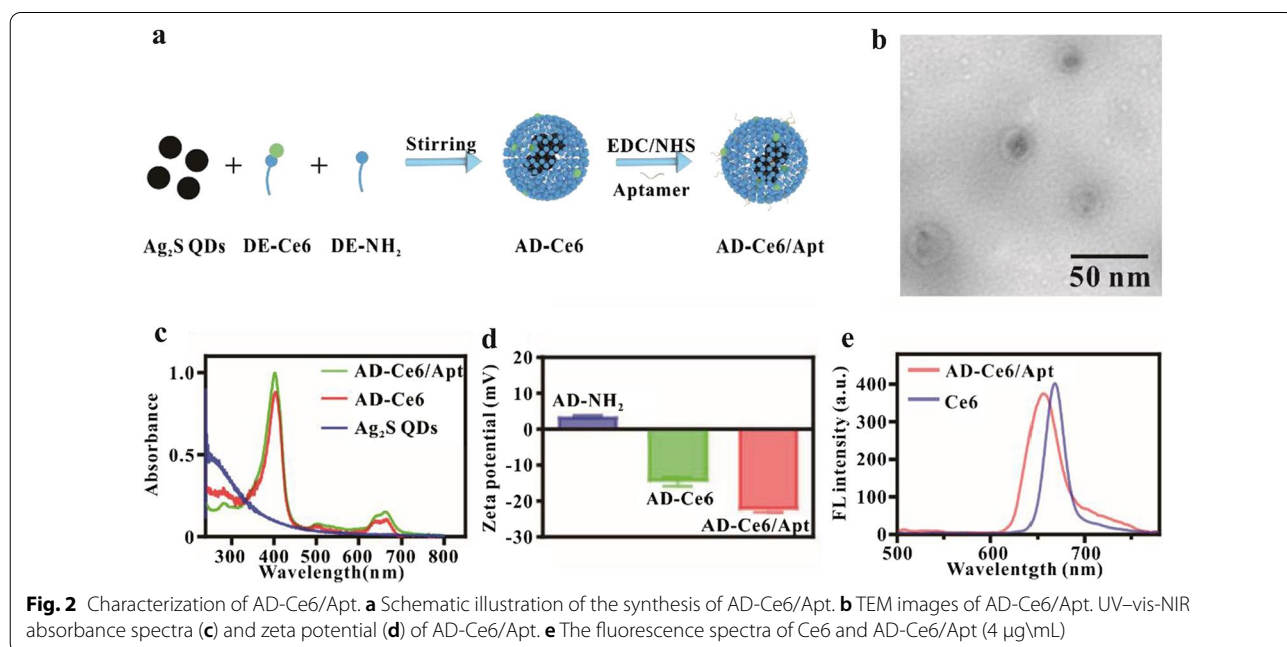 a
Stirring
EDC/NHS
Aptamer
+
+
Ag₂S QDs
DE-Ce6
DE-NH₂
AD-Ce6
AD-Ce6/Apt
b
50 nm
c
1.0
0.5
0
Absorbance
AD-Ce6/Apt
AD-Ce6
Ag₂S QDs
300 400 500 600 700 800
Wavelength(nm)
d
20
10
0
-10
-20
-30
Zeta potential (mV)
AD-NH₂
AD-Ce6
AD-Ce6/Apt
e
400
300
200
100
0
FL intensity (a.u.)
AD-Ce6/Apt
Ce6
500 600 700
Wavelentgth (nm)
Fig. 2 Characterization of AD-Ce6/Apt. a Schematic illustration of the synthesis of AD-Ce6/Apt. b TEM images of AD-Ce6/Apt. UV–vis-NIR
absorbance spectra (c) and zeta potential (d) of AD-Ce6/Apt. e The fluorescence spectra of Ce6 and AD-Ce6/Apt (4 μg\mL)